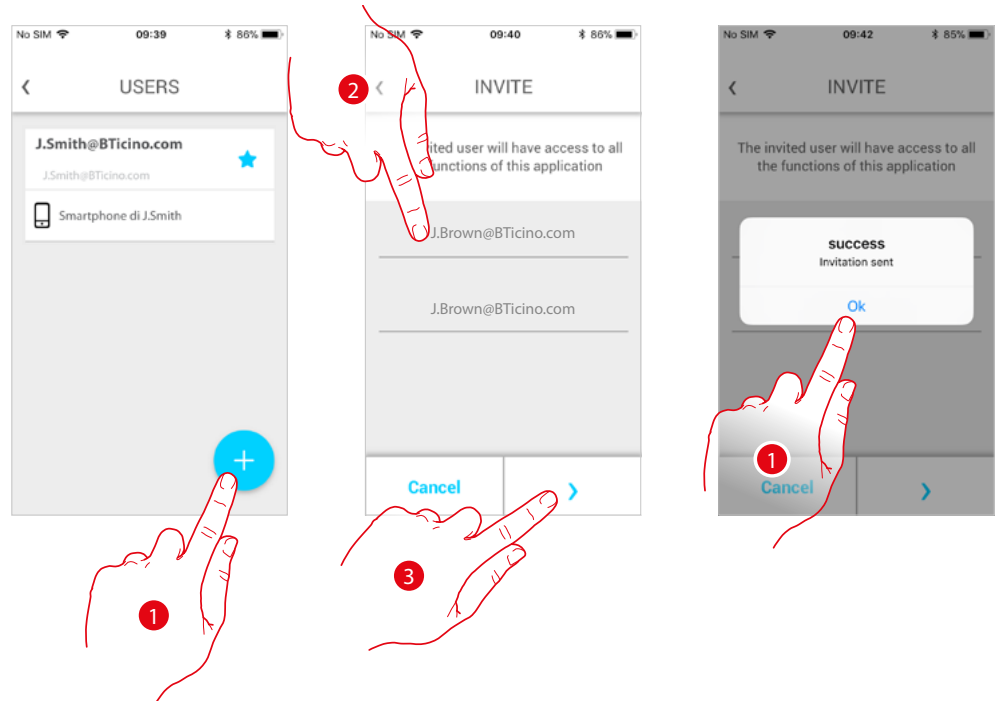 No SIM 09:39 86%
USERS
J.Smith@BTicino.com
J.Smith@BTicino.com
Smartphone di J.Smith
+
1
No SIM 09:40 86%
2
INVITE
ited user will have access to all
unctions of this application
J.Brown@BTicino.com
J.Brown@BTicino.com
Cancel
3
No SIM 09:42 85%
INVITE
The invited user will have access to all
the functions of this application
success
Invitation sent
Ok
1
Cancel